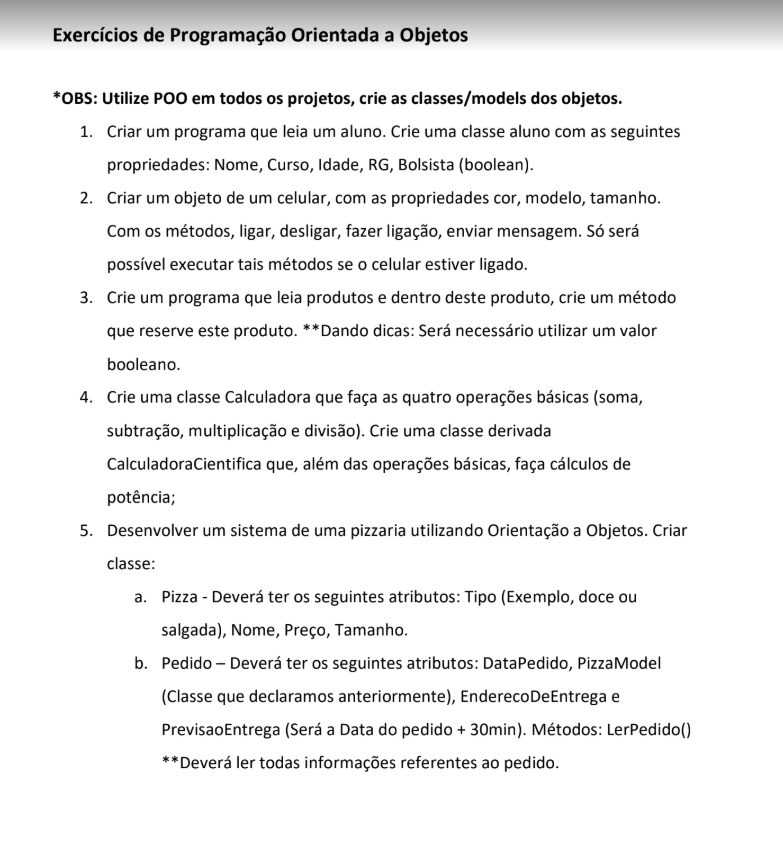 Exercícios de Programação Orientada a Objetos
*OBS: Utilize POO em todos os projetos, crie as classes/models dos objetos.
1. Criar um programa que leia um aluno. Crie uma classe aluno com as seguintes
propriedades: Nome, Curso, Idade, RG, Bolsista (boolean).
2. Criar um objeto de um celular, com as propriedades cor, modelo, tamanho.
Com os métodos, ligar, desligar, fazer ligação, enviar mensagem. Só será
possível executar tais métodos se o celular estiver ligado.
3. Crie um programa que leia produtos e dentro deste produto, crie um método
que reserve este produto. **Dando dicas: Será necessário utilizar um valor
booleano.
4. Crie uma classe Calculadora que faça as quatro operações básicas (soma,
subtração, multiplicação e divisão). Crie uma classe derivada
CalculadoraCientifica que, além das operações básicas, faça cálculos de
potência;
5. Desenvolver um sistema de uma pizzaria utilizando Orientação a Objetos. Criar
classe:
a. Pizza - Deverá ter os seguintes atributos: Tipo (Exemplo, doce ou
salgada), Nome, Preço, Tamanho.
b. Pedido – Deverá ter os seguintes atributos: DataPedido, PizzaModel
(Classe que declaramos anteriormente), EnderecoDeEntrega e
PrevisaoEntrega (Será a Data do pedido + 30min). Métodos: LerPedido()
**Deverá ler todas informações referentes ao pedido.